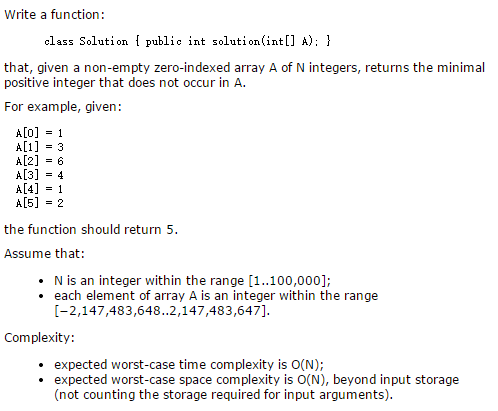 Write a function:
class Solution { public int solution(int[] A); }
that, given a non-empty zero-indexed array A of N integers, returns the minimal
positive integer that does not occur in A.
For example, given:
A[0] = 1
A[1] = 3
A[2] = 6
A[3] = 4
A[4] = 1
A[5] = 2
the function should return 5.
Assume that:
• N is an integer within the range [1..100,000];
• each element of array A is an integer within the range
[−2,147,483,648..2,147,483,647].
Complexity:
• expected worst-case time complexity is O(N);
• expected worst-case space complexity is O(N), beyond input storage
(not counting the storage required for input arguments).